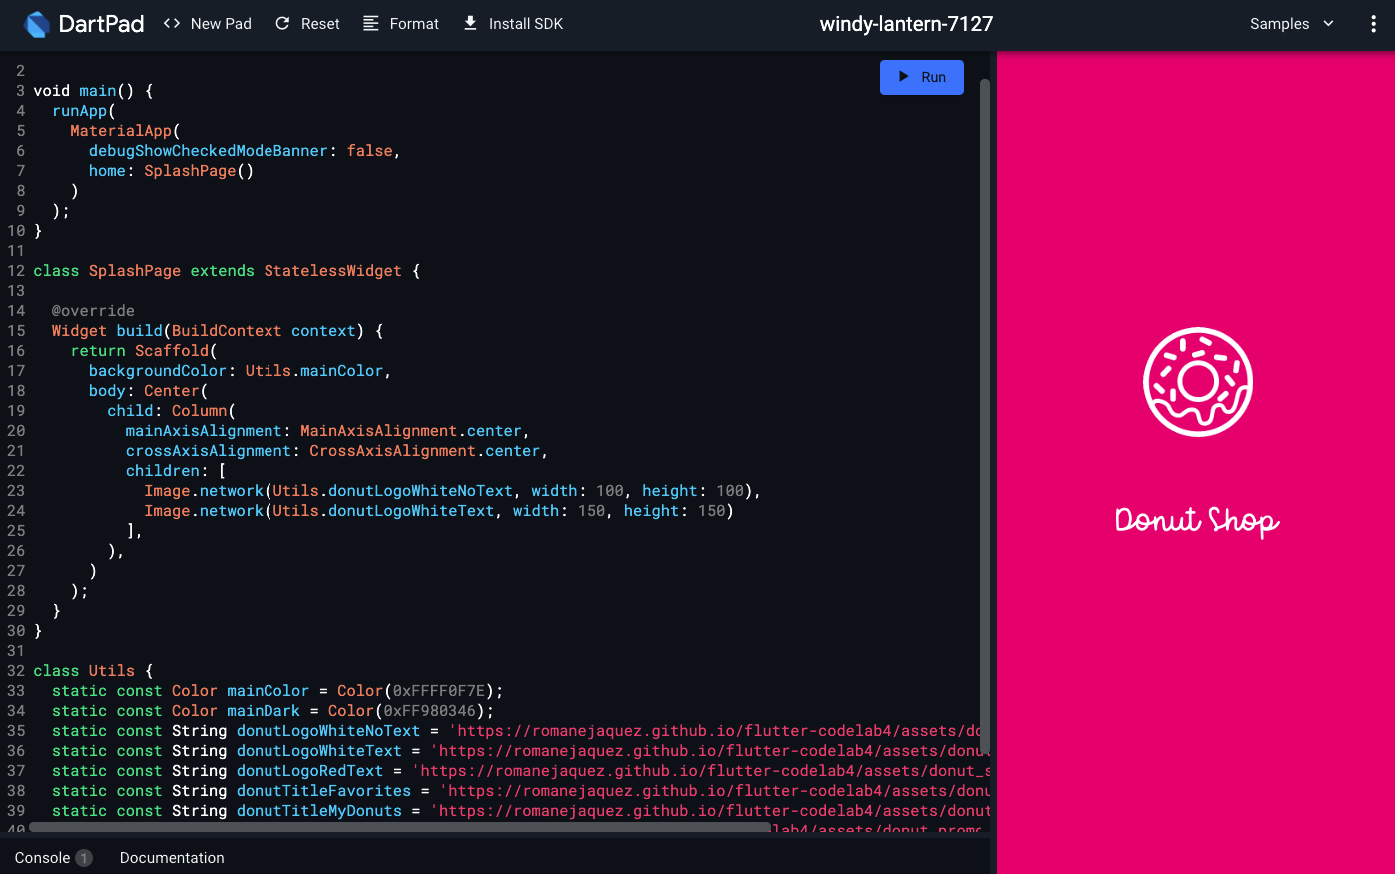 DartPad <> New Pad Reset Format Install SDK windy-lantern-7127 Samples
Run
2
3 void main() {
4 runApp(
5 MaterialApp(
6 debugShowCheckedModeBanner: false,
7 home: SplashPage()
8 )
9 );
10 }
11
12 class SplashPage extends StatelessWidget {
13
14 @override
15 Widget build(BuildContext context) {
16 return Scaffold(
17 backgroundColor: Utils.mainColor,
18 body: Center(
19 child: Column(
20 mainAxisAlignment: MainAxisAlignment.center,
21 crossAxisAlignment: CrossAxisAlignment.center,
22 children: [
23 Image.network(Utils.donutLogoWhiteNoText, width: 100, height: 100),
24 Image.network(Utils.donutLogoWhiteText, width: 150, height: 150)
25 ],
26 ),
27 )
28 );
29 }
30 }
31
32 class Utils {
33 static const Color mainColor = Color(0xFFFF0F7E);
34 static const Color mainDark = Color(0xFF980346);
35 static const String donutLogoWhiteNoText = 'https://romanejaquez.github.io/flutter-codelab4/assets/do
36 static const String donutLogoWhiteText = 'https://romanejaquez.github.io/flutter-codelab4/assets/donu
37 static const String donutLogoRedText = 'https://romanejaquez.github.io/flutter-codelab4/assets/donut_s
38 static const String donutTitleFavorites = 'https://romanejaquez.github.io/flutter-codelab4/assets/donu
39 static const String donutTitleMyDonuts = 'https://romanejaquez.github.io/flutter-codelab4/assets/donut
40 lab4/assets/donut_promo
Console 1 Documentation
Donut Shop